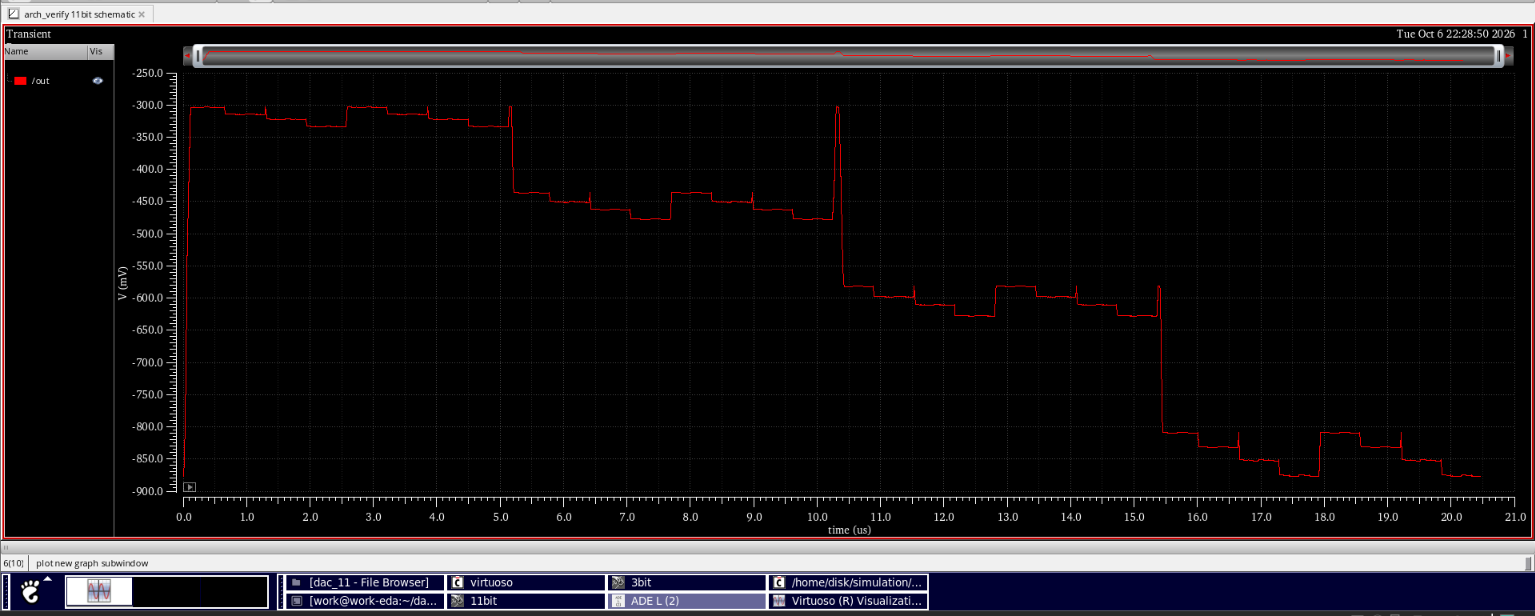 arch_verify 11bit schematic
Transient
Tue Oct 6 22:28:50 2026 1
Name Vis
/out
-250.0
-300.0
-350.0
-400.0
-450.0
-500.0
-550.0
-600.0
-650.0
-700.0
-750.0
-800.0
-850.0
-900.0
V (mV)
0.0 1.0 2.0 3.0 4.0 5.0 6.0 7.0 8.0 9.0 10.0 11.0 12.0 13.0 14.0 15.0 16.0 17.0 18.0 19.0 20.0 21.0
time (us)
6(10) plot new graph subwindow
[dac_11 - File Browser] virtuoso 3bit /home/disk/simulation/...
[work@work-eda:~/da... 11bit ADE L (2) Virtuoso (R) Visualizati...